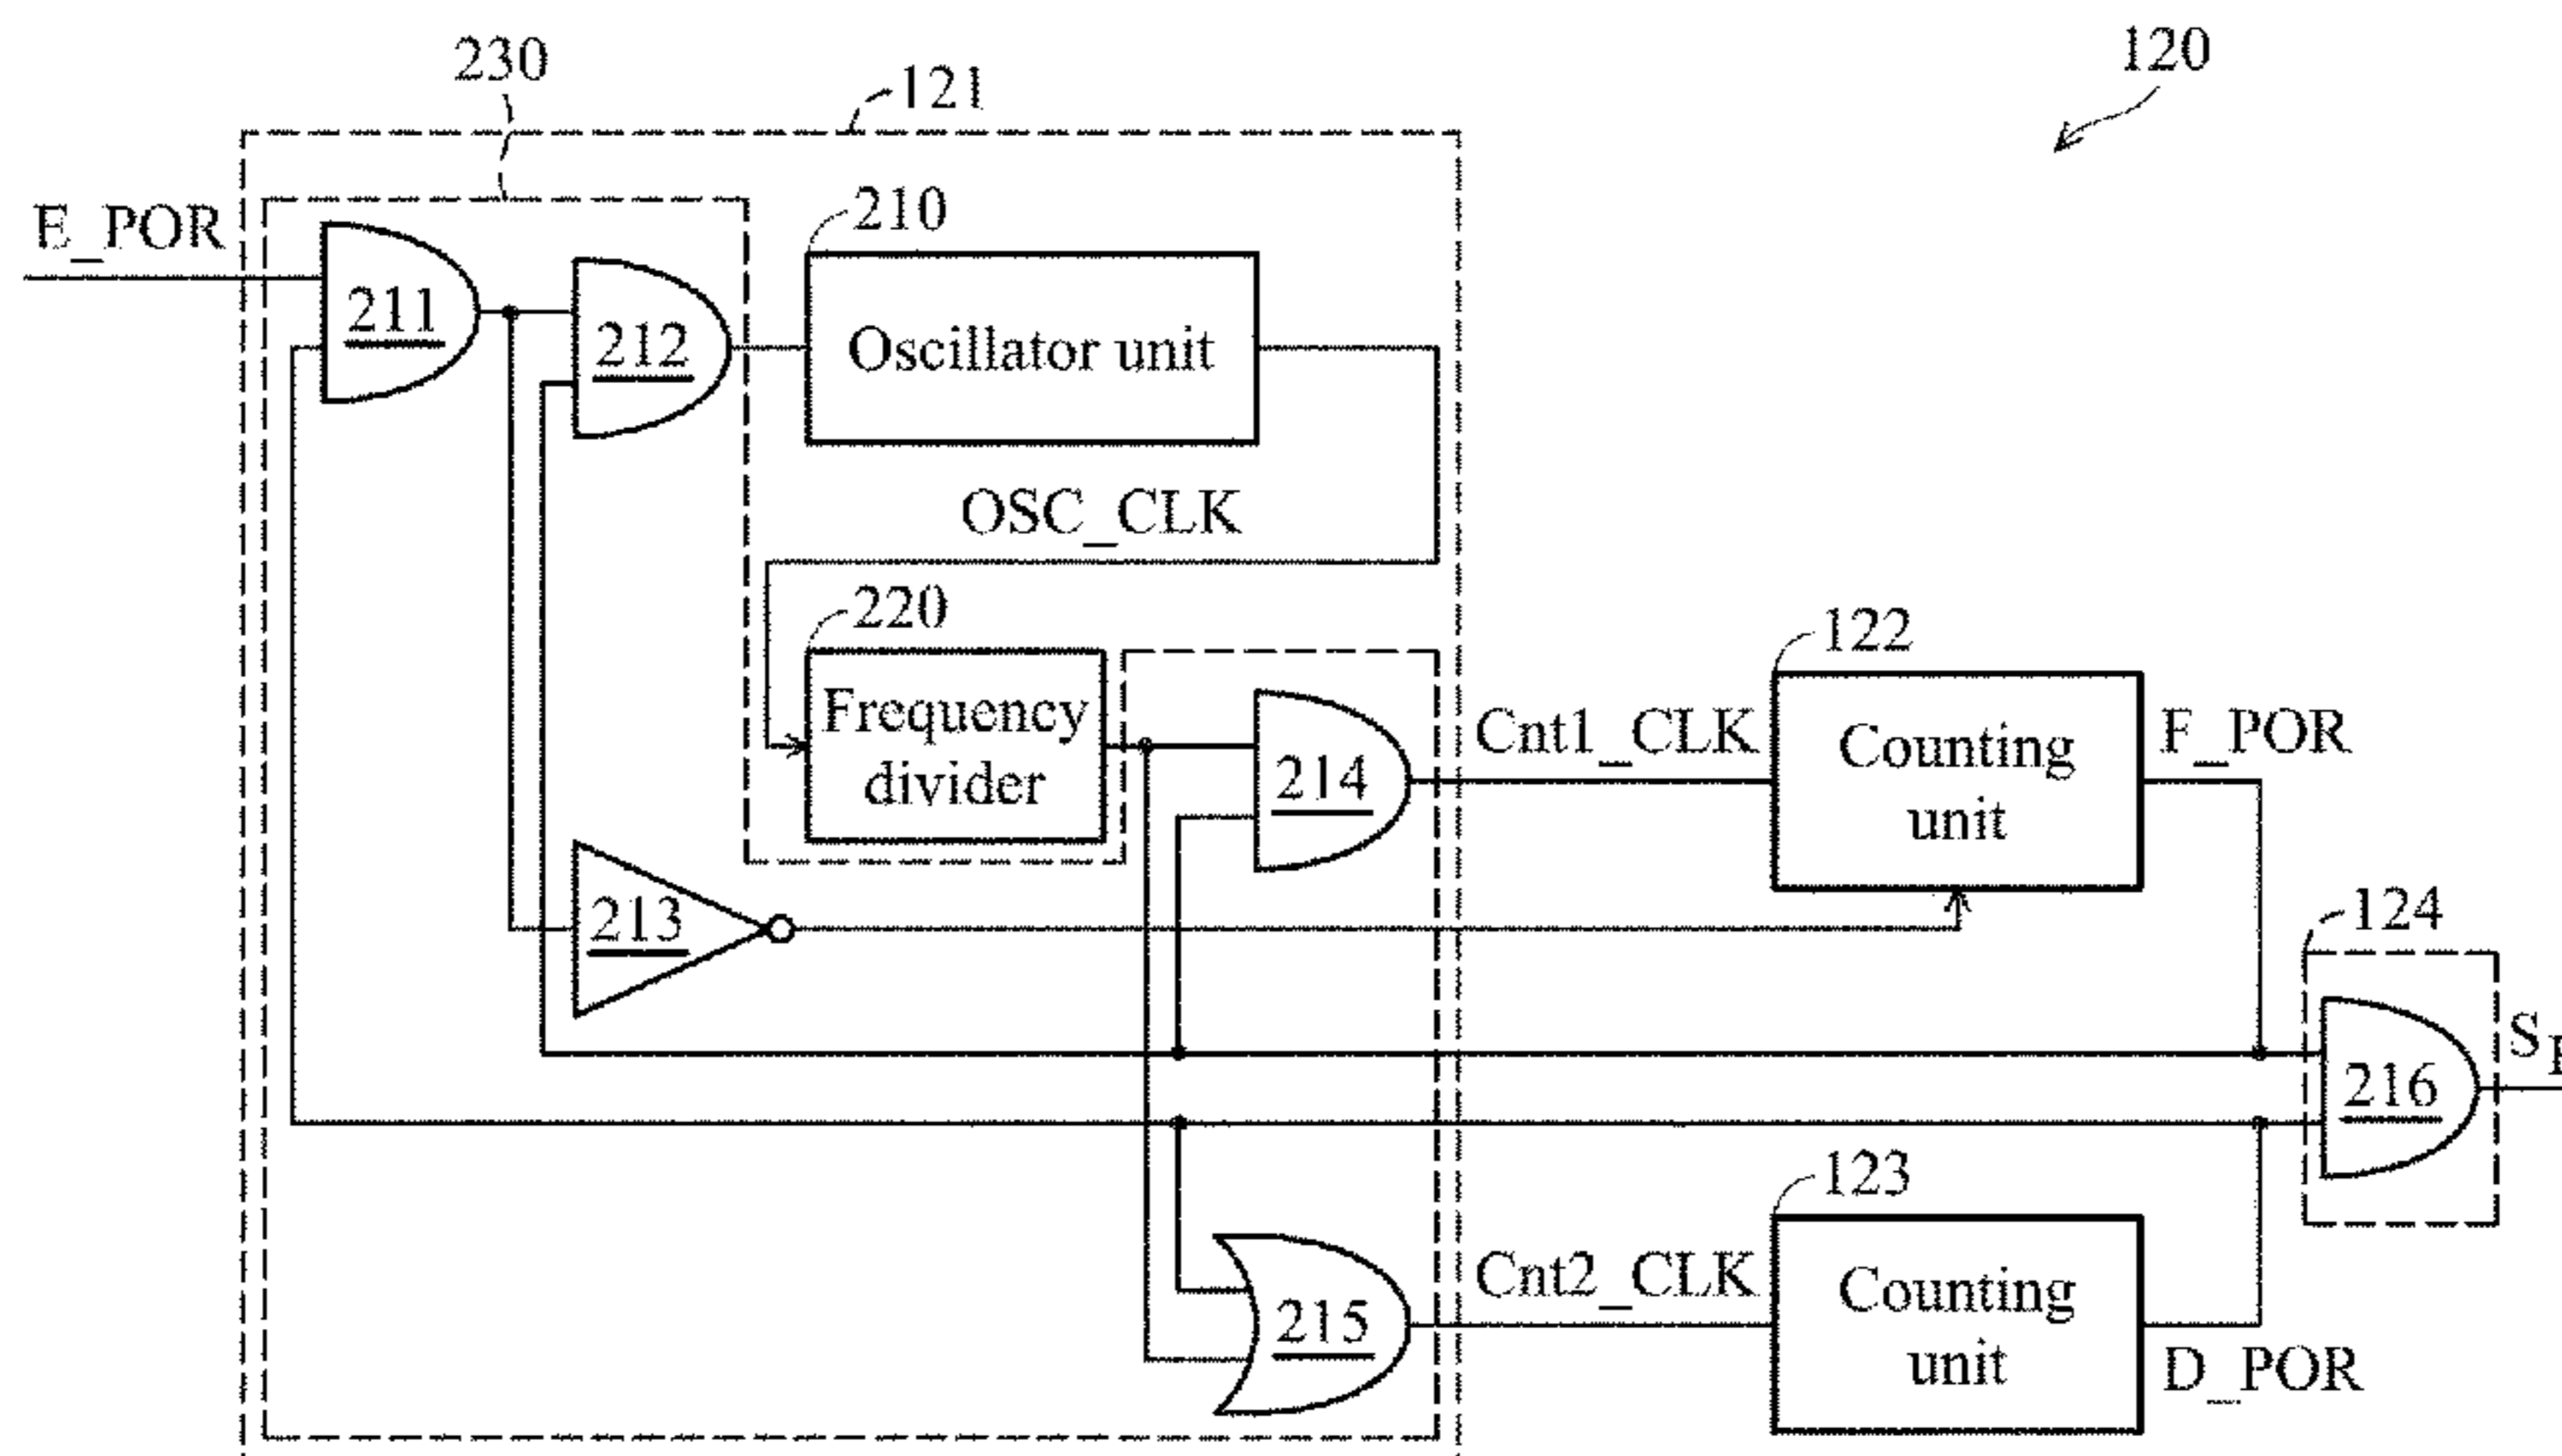 230
121
120
E_POR
210
211
212
Oscillator unit
OSC_CLK
220
122
Frequency
divider
214
Cnt1_CLK
Counting
unit
F_POR
213
124
216
S
123
215
Cnt2_CLK
Counting
unit
D_POR